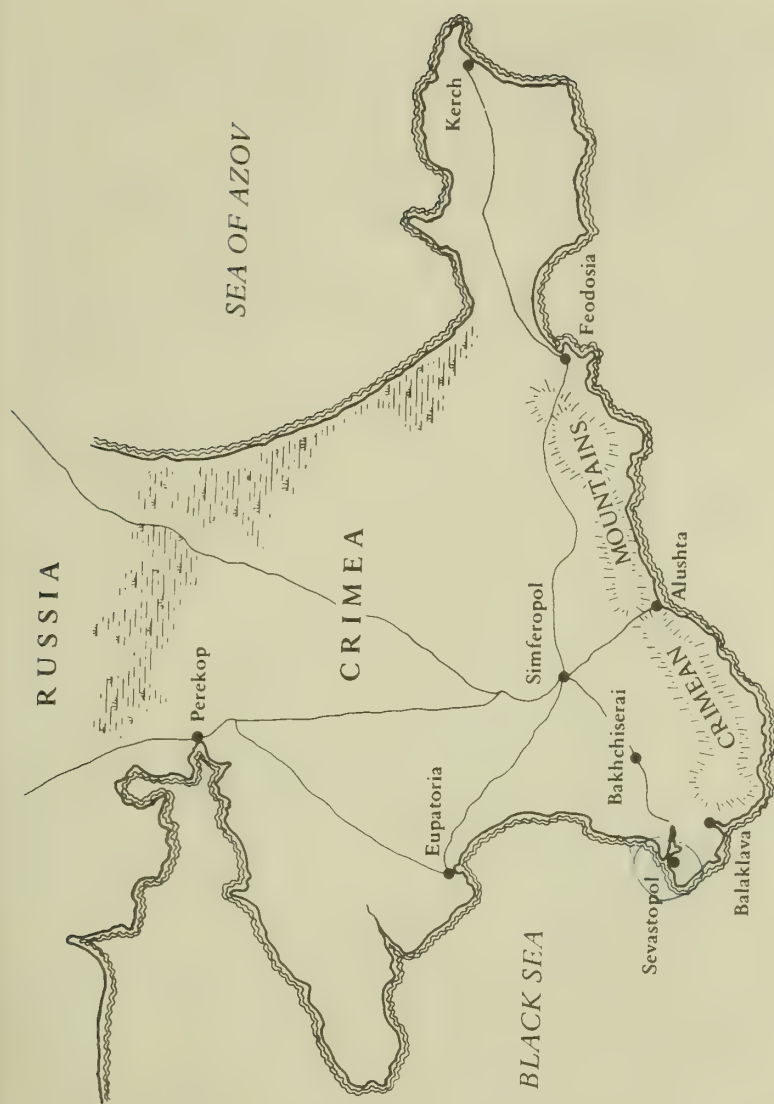 RUSSIA
SEA OF AZOV
Perekop
CRIMEA
Kerch
Eupatoria
Simferopol
Feodosia
MOUNTAINS
Bakhchiserai
Alushta
CRIMEAN
BLACK SEA
Sevastopol
Balaklava